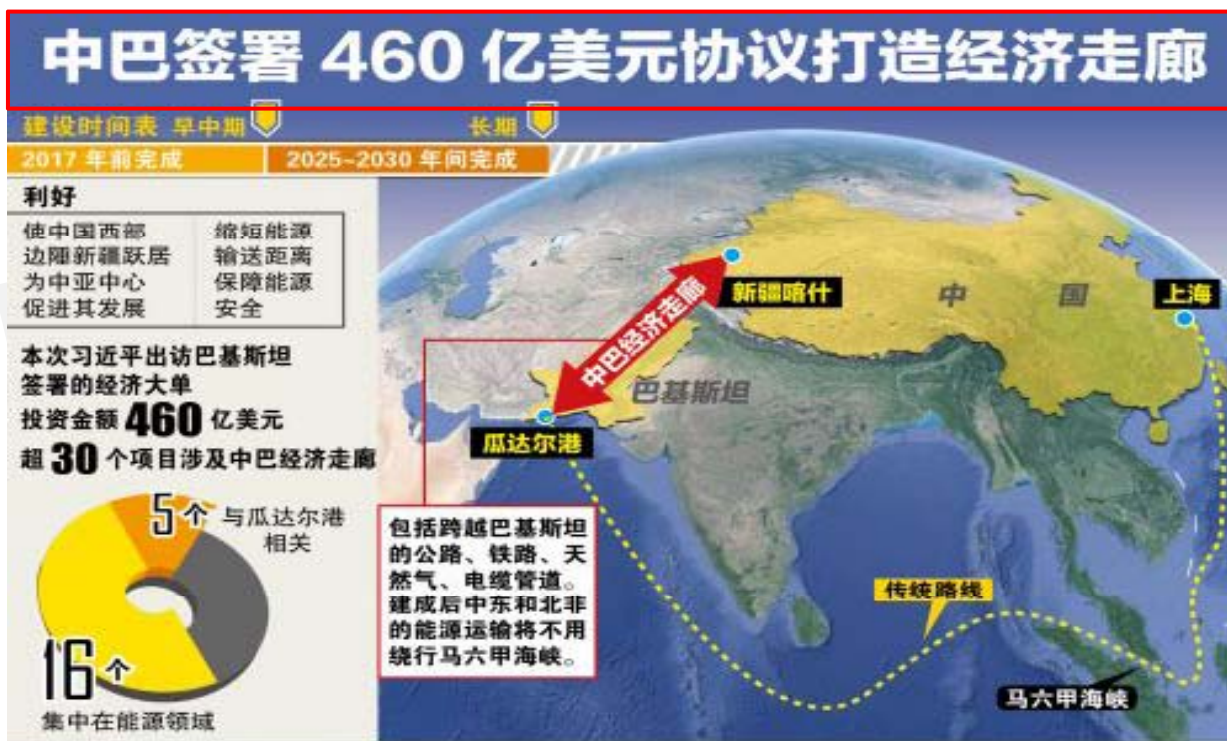 中巴签署 460 亿美元协议打造经济走廊
建设时间表 早中期 长期
2017 年前完成 2025~2030 年间完成
利好
使中国西部
边陲新疆跃居
为中亚中心
促进其发展
缩短能源
输送距离
保障能源
安全
本次习近平出访巴基斯坦
签署的经济大单
投资金额 460 亿美元
超 30 个项目涉及中巴经济走廊
5个 与瓜达尔港
相关
16个
集中在能源领域
中巴经济走廊
新疆喀什
中国
上海
巴基斯坦
瓜达尔港
包括跨越巴基斯坦
的公路、铁路、天
然气、电缆管道。
建成后中东和北非
的能源运输将不用
绕行马六甲海峡。
传统路线
马六甲海峡